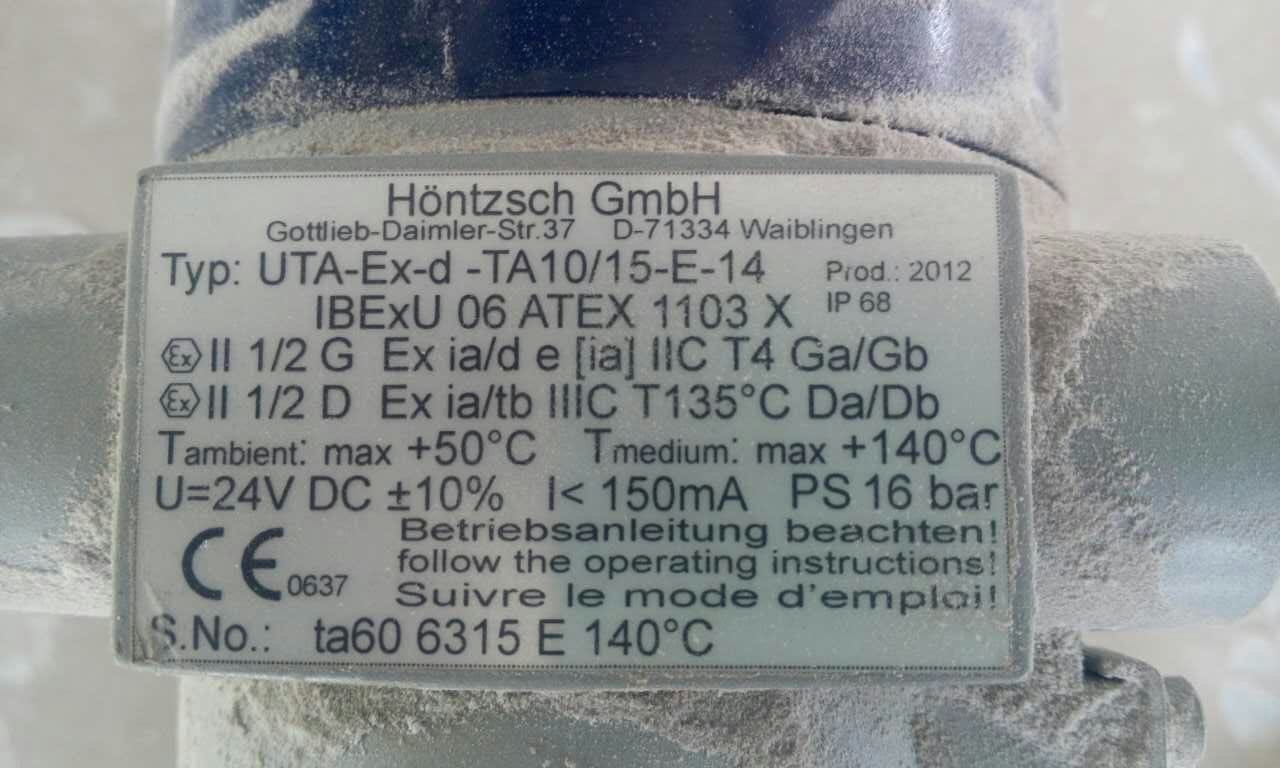 Höntzsch GmbH
Gottlieb-Daimler-Str.37 D-71334 Waiblingen
Typ: UTA-Ex-d -TA10/15-E-14 Prod.: 2012
IBExU 06 ATEX 1103 X IP 68
Ex II 1/2 G Ex ia/d e [ia] IIC T4 Ga/Gb
Ex II 1/2 D Ex ia/tb IIIC T135°C Da/Db
Tambient: max +50°C Tmedium: max +140°C
U=24V DC ±10% I< 150mA PS 16 bar
Betriebsanleitung beachten!
CE 0637 follow the operating instructions!
Suivre le mode d'emploi!
S.No.: ta60 6315 E 140°C